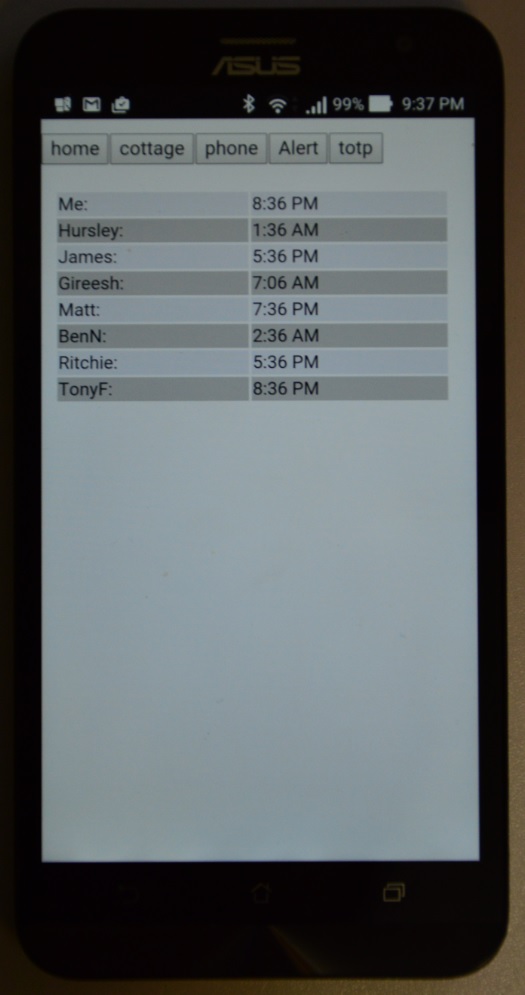 ASUS
99% 9:37 PM
home cottage phone Alert totp
Me: 8:36 PM
Hursley: 1:36 AM
James: 5:36 PM
Gireesh: 7:06 AM
Matt: 7:36 PM
BenN: 2:36 AM
Ritchie: 5:36 PM
TonyF: 8:36 PM